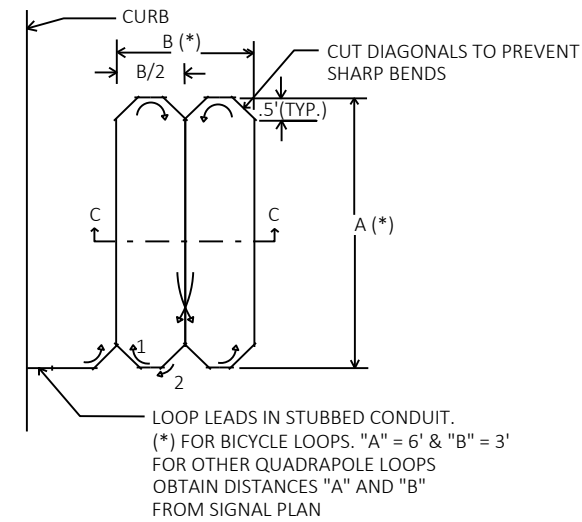 CURB
B (*)
B/2
CUT DIAGONALS TO PREVENT
SHARP BENDS
.5'(TYP.)
C
C
A (*)
1
2
LOOP LEADS IN STUBBED CONDUIT.
(*) FOR BICYCLE LOOPS. "A" = 6' & "B" = 3'
FOR OTHER QUADRAPOLE LOOPS
OBTAIN DISTANCES "A" AND "B"
FROM SIGNAL PLAN